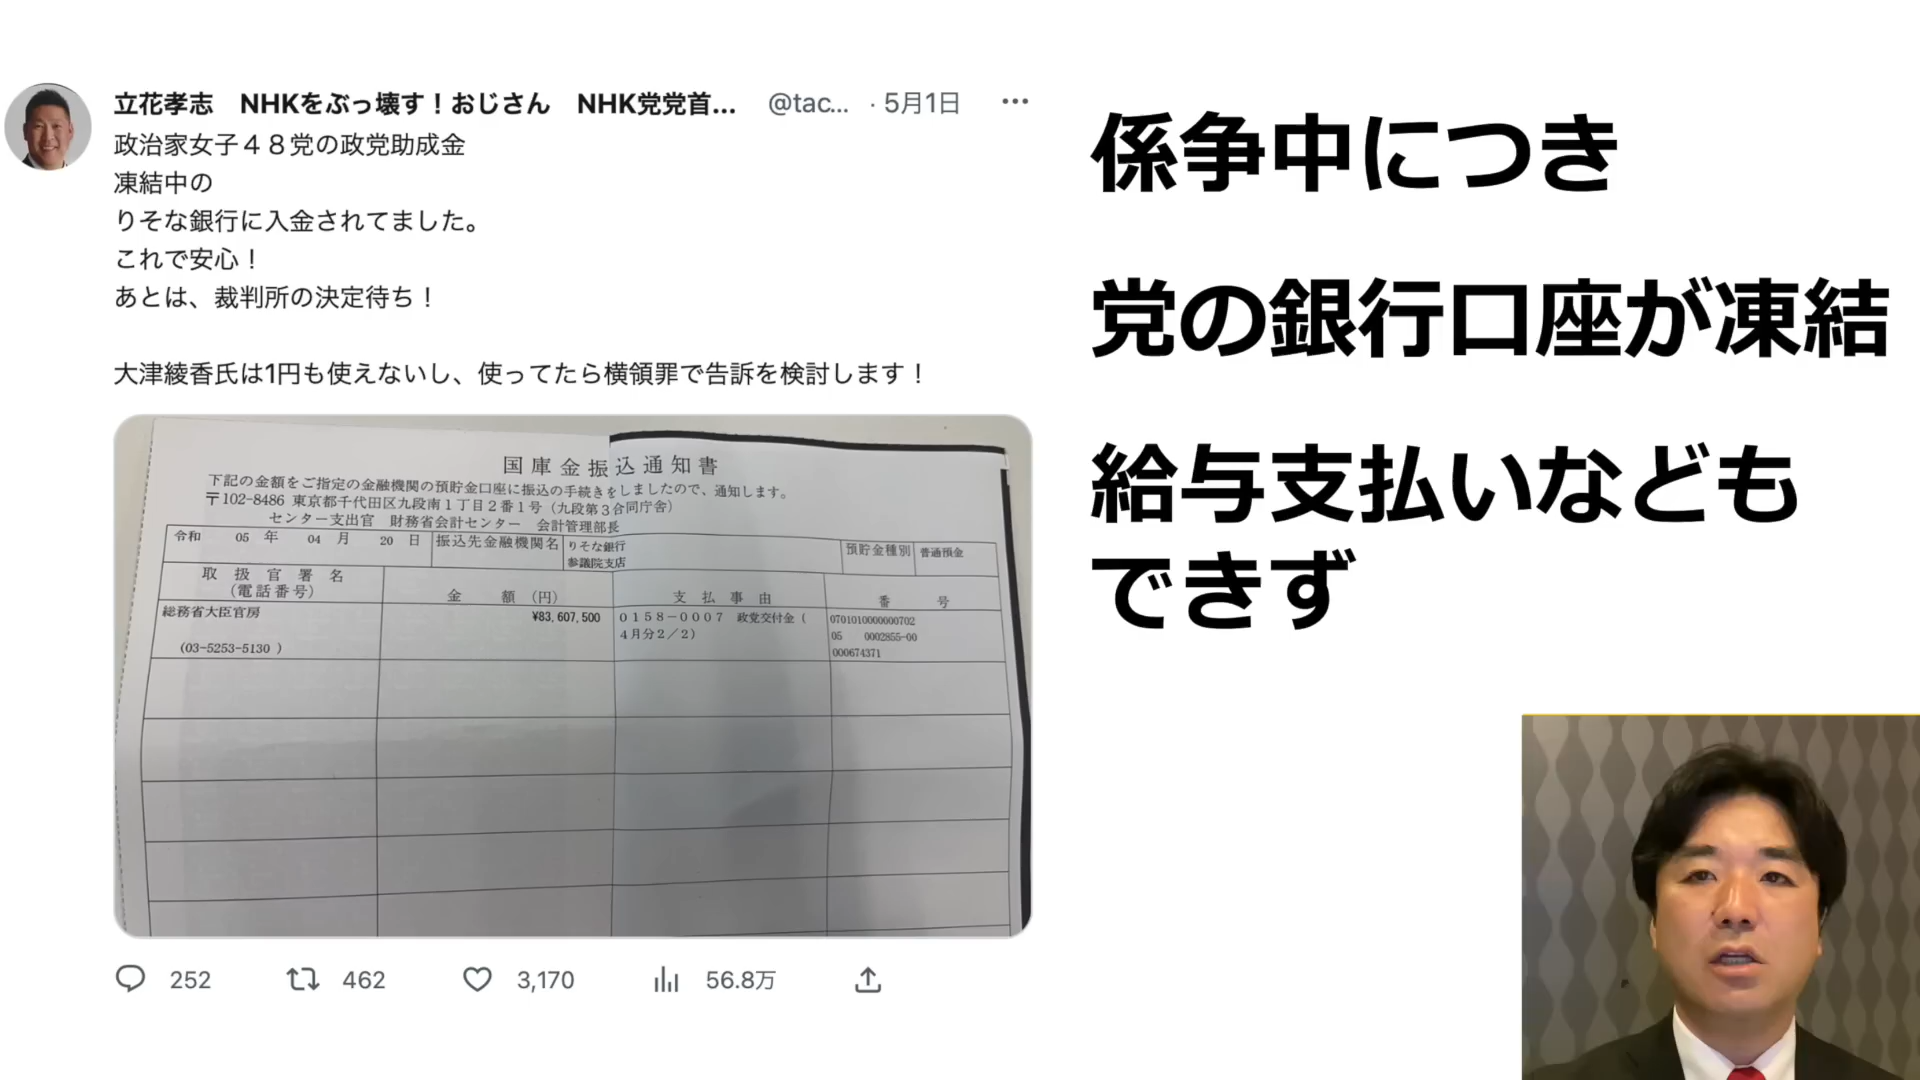 立花孝志　NHKをぶっ壊す！おじさん　NHK党党首... @tac... · 5月1日
政治家女子４８党の政党助成金
凍結中の
りそな銀行に入金されてました。
これで安心！
あとは、裁判所の決定待ち！
大津綾香氏は1円も使えないし、使ってたら横領罪で告訴を検討します！
国庫金振込通知書
下記の金額をご指定の金融機関の預貯金口座に振込の手続きをしましたので、通知します。
〒102-8486 東京都千代田区九段南１丁目２番１号（九段第３合同庁舎）
センター支出官　財務省会計センター　会計管理部長
令和 05 年 04 月 20 日 振込先金融機関名 りそな銀行 預貯金種別 普通預金
参議院支店
取扱官署名 金額（円） 支払事由 番号
（電話番号）
総務省大臣官房 ¥83,607,500 ０１５８－０００７ 政党交付金（ 0701010000000702
４月分２／２） 05 0002855-00
(03-5253-5130 ) 000674371
252 462 3,170 56.8万
係争中につき
党の銀行口座が凍結
給与支払いなども
できず